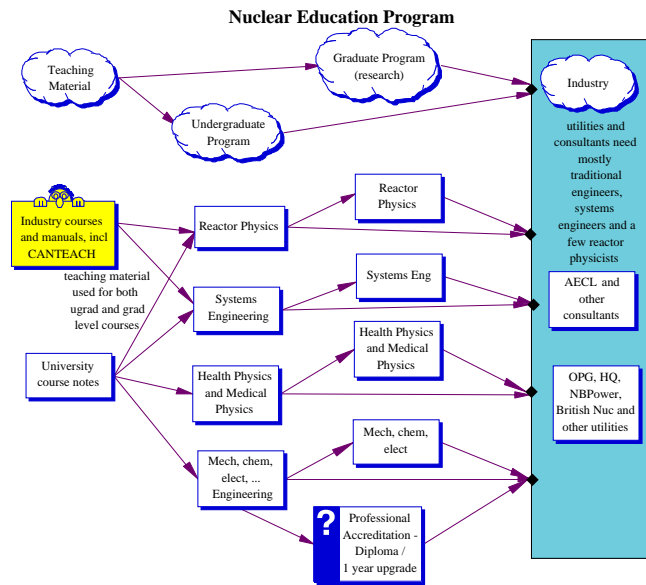 Nuclear Education Program
Teaching
Material
Graduate Program
(research)
Undergraduate
Program
Industry
utilities and
consultants need
mostly
traditional
engineers,
systems
engineers and a
few reactor
physicists
Industry courses
and manuals, incl
CANTEACH
Reactor Physics
Reactor
Physics
teaching material
used for both
ugrad and grad
level courses
Systems
Engineering
Systems Eng
AECL and
other
consultants
University
course notes
Health Physics
and Medical
Physics
Health Physics
and Medical
Physics
OPG, HQ,
NBPower,
British Nuc and
other utilities
Mech, chem,
elect, ...
Engineering
Mech, chem,
elect
?
Professional
Accreditation -
Diploma /
1 year upgrade